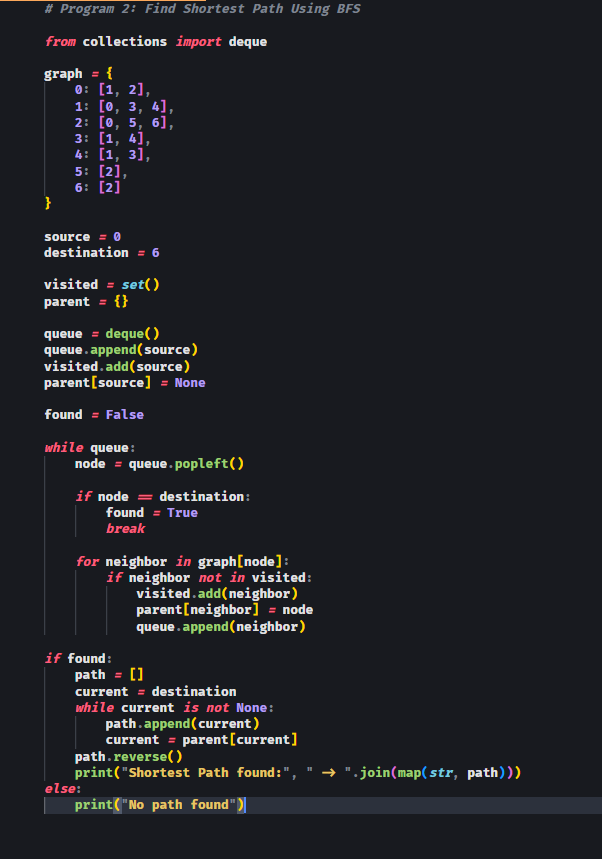 # Program 2: Find Shortest Path Using BFS
from collections import deque
graph = {
    0: [1, 2],
    1: [0, 3, 4],
    2: [0, 5, 6],
    3: [1, 4],
    4: [1, 3],
    5: [2],
    6: [2]
}
source = 0
destination = 6
visited = set()
parent = {}
queue = deque()
queue.append(source)
visited.add(source)
parent[source] = None
found = False
while queue:
    node = queue.popleft()
    if node == destination:
        found = True
        break
    for neighbor in graph[node]:
        if neighbor not in visited:
            visited.add(neighbor)
            parent[neighbor] = node
            queue.append(neighbor)
if found:
    path = []
    current = destination
    while current is not None:
        path.append(current)
        current = parent[current]
    path.reverse()
    print("Shortest Path found:", " -> ".join(map(str, path)))
else:
    print("No path found")